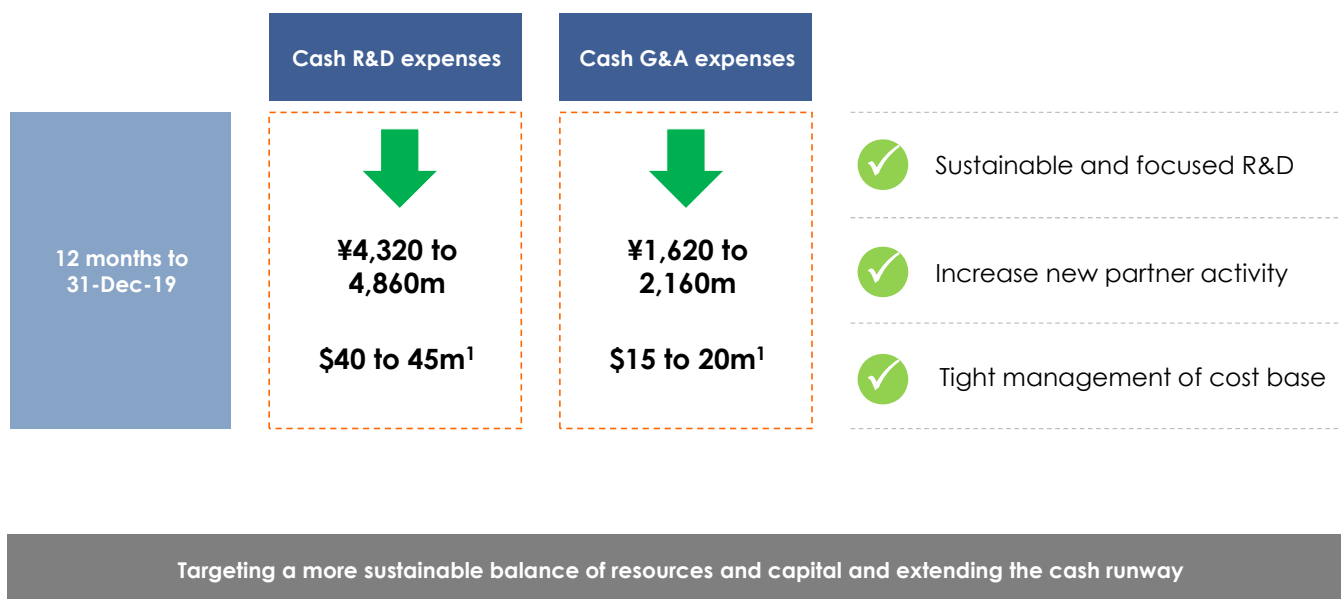 Cash R&D expenses
Cash G&A expenses
12 months to
31-Dec-19
¥4,320 to
4,860m
$40 to 45m¹
¥1,620 to
2,160m
$15 to 20m¹
Sustainable and focused R&D
Increase new partner activity
Tight management of cost base
Targeting a more sustainable balance of resources and capital and extending the cash runway